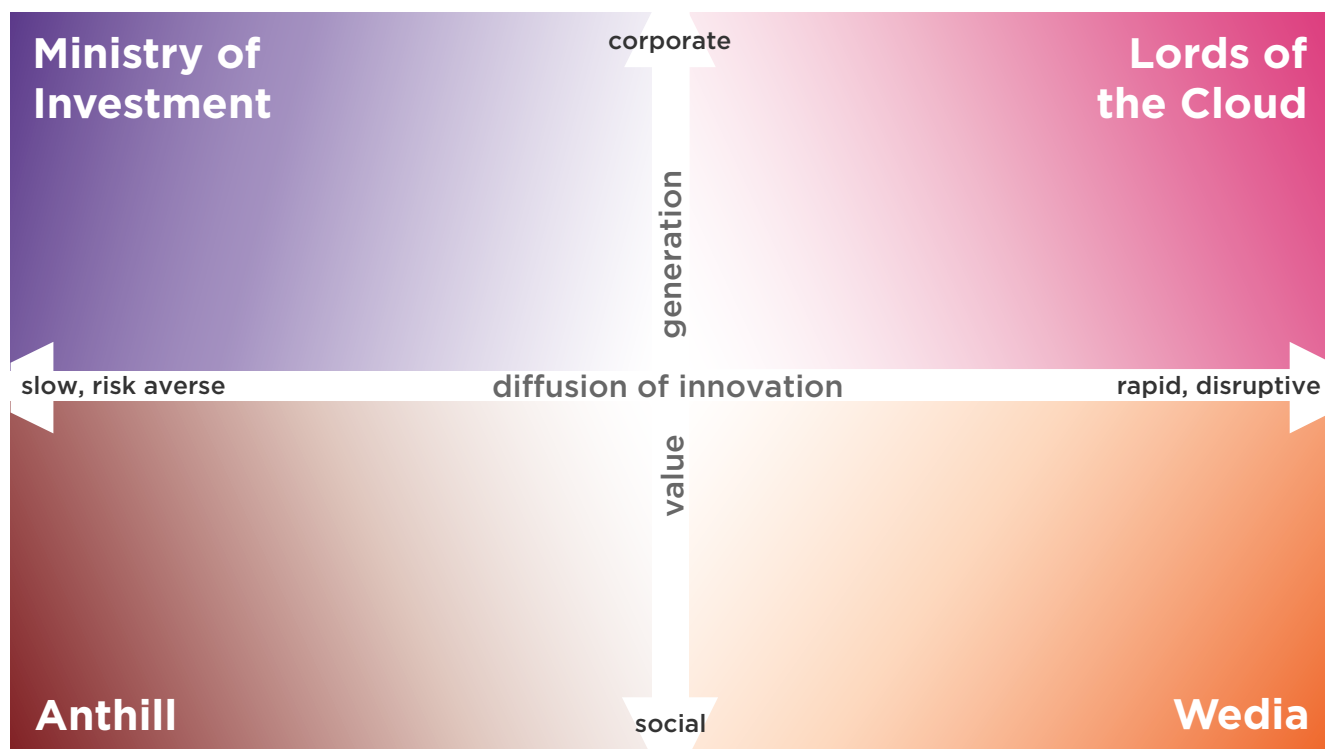 Ministry of
Investment
corporate
Lords of
the Cloud
generation
slow, risk averse
diffusion of innovation
rapid, disruptive
value
Anthill
social
Wedia